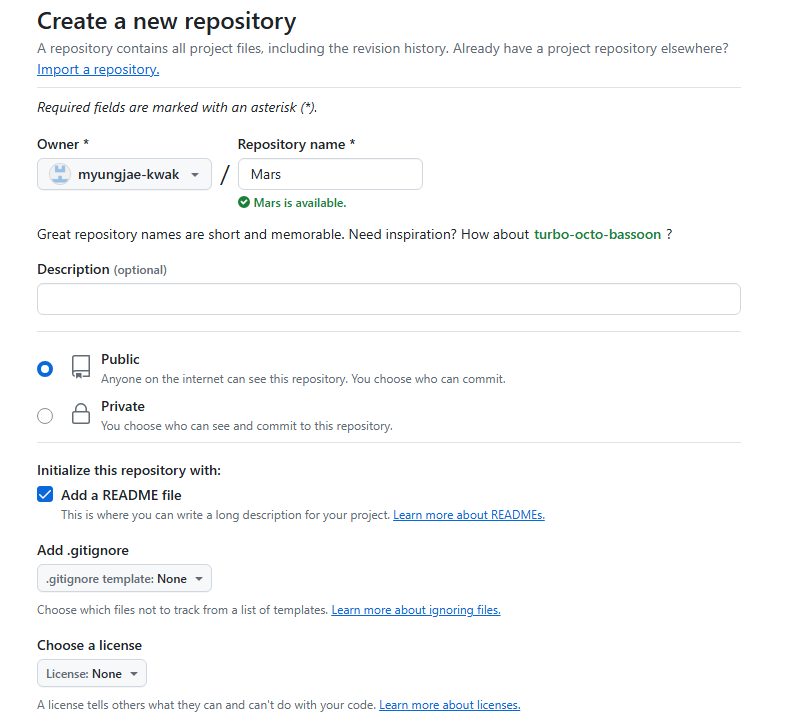 Create a new repository
A repository contains all project files, including the revision history. Already have a project repository elsewhere?
Import a repository.
Required fields are marked with an asterisk (*).
Owner * Repository name *
myungjae-kwak / Mars
Mars is available.
Great repository names are short and memorable. Need inspiration? How about turbo-octo-bassoon ?
Description (optional)
Public
Anyone on the internet can see this repository. You choose who can commit.
Private
You choose who can see and commit to this repository.
Initialize this repository with:
Add a README file
This is where you can write a long description for your project. Learn more about READMEs.
Add .gitignore
.gitignore template: None
Choose which files not to track from a list of templates. Learn more about ignoring files.
Choose a license
License: None
A license tells others what they can and can't do with your code. Learn more about licenses.